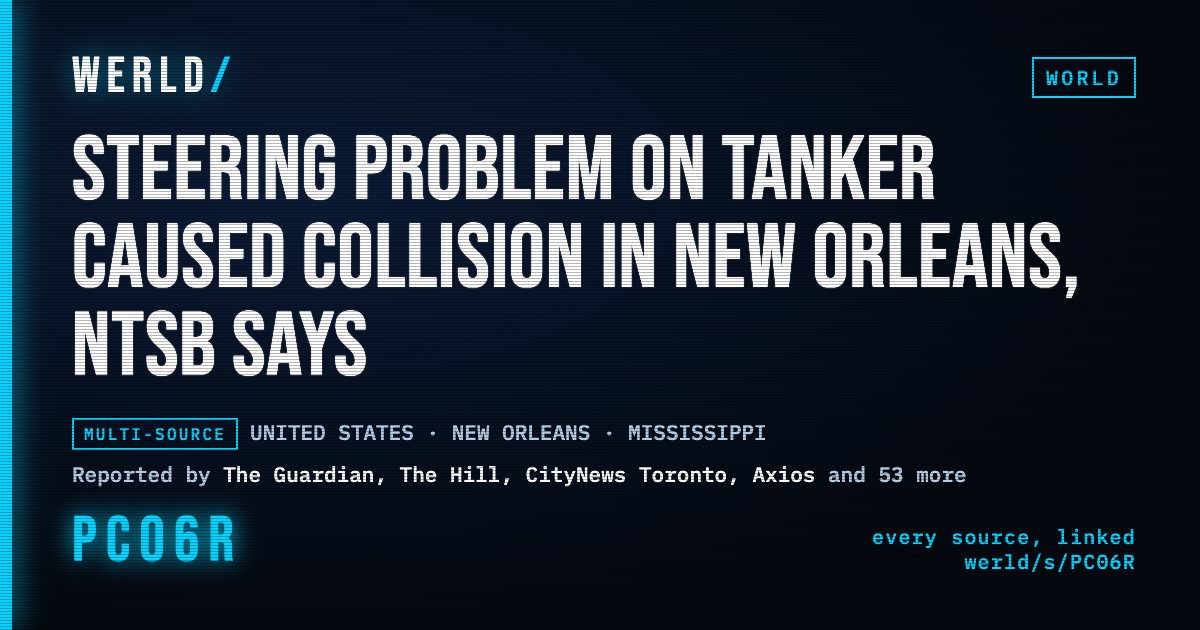 WERLD/
WORLD
STEERING PROBLEM ON TANKER
CAUSED COLLISION IN NEW ORLEANS,
NTSB SAYS
MULTI-SOURCE UNITED STATES · NEW ORLEANS · MISSISSIPPI
Reported by The Guardian, The Hill, CityNews Toronto, Axios and 53 more
PC06R
every source, linked
werld/s/PC06R